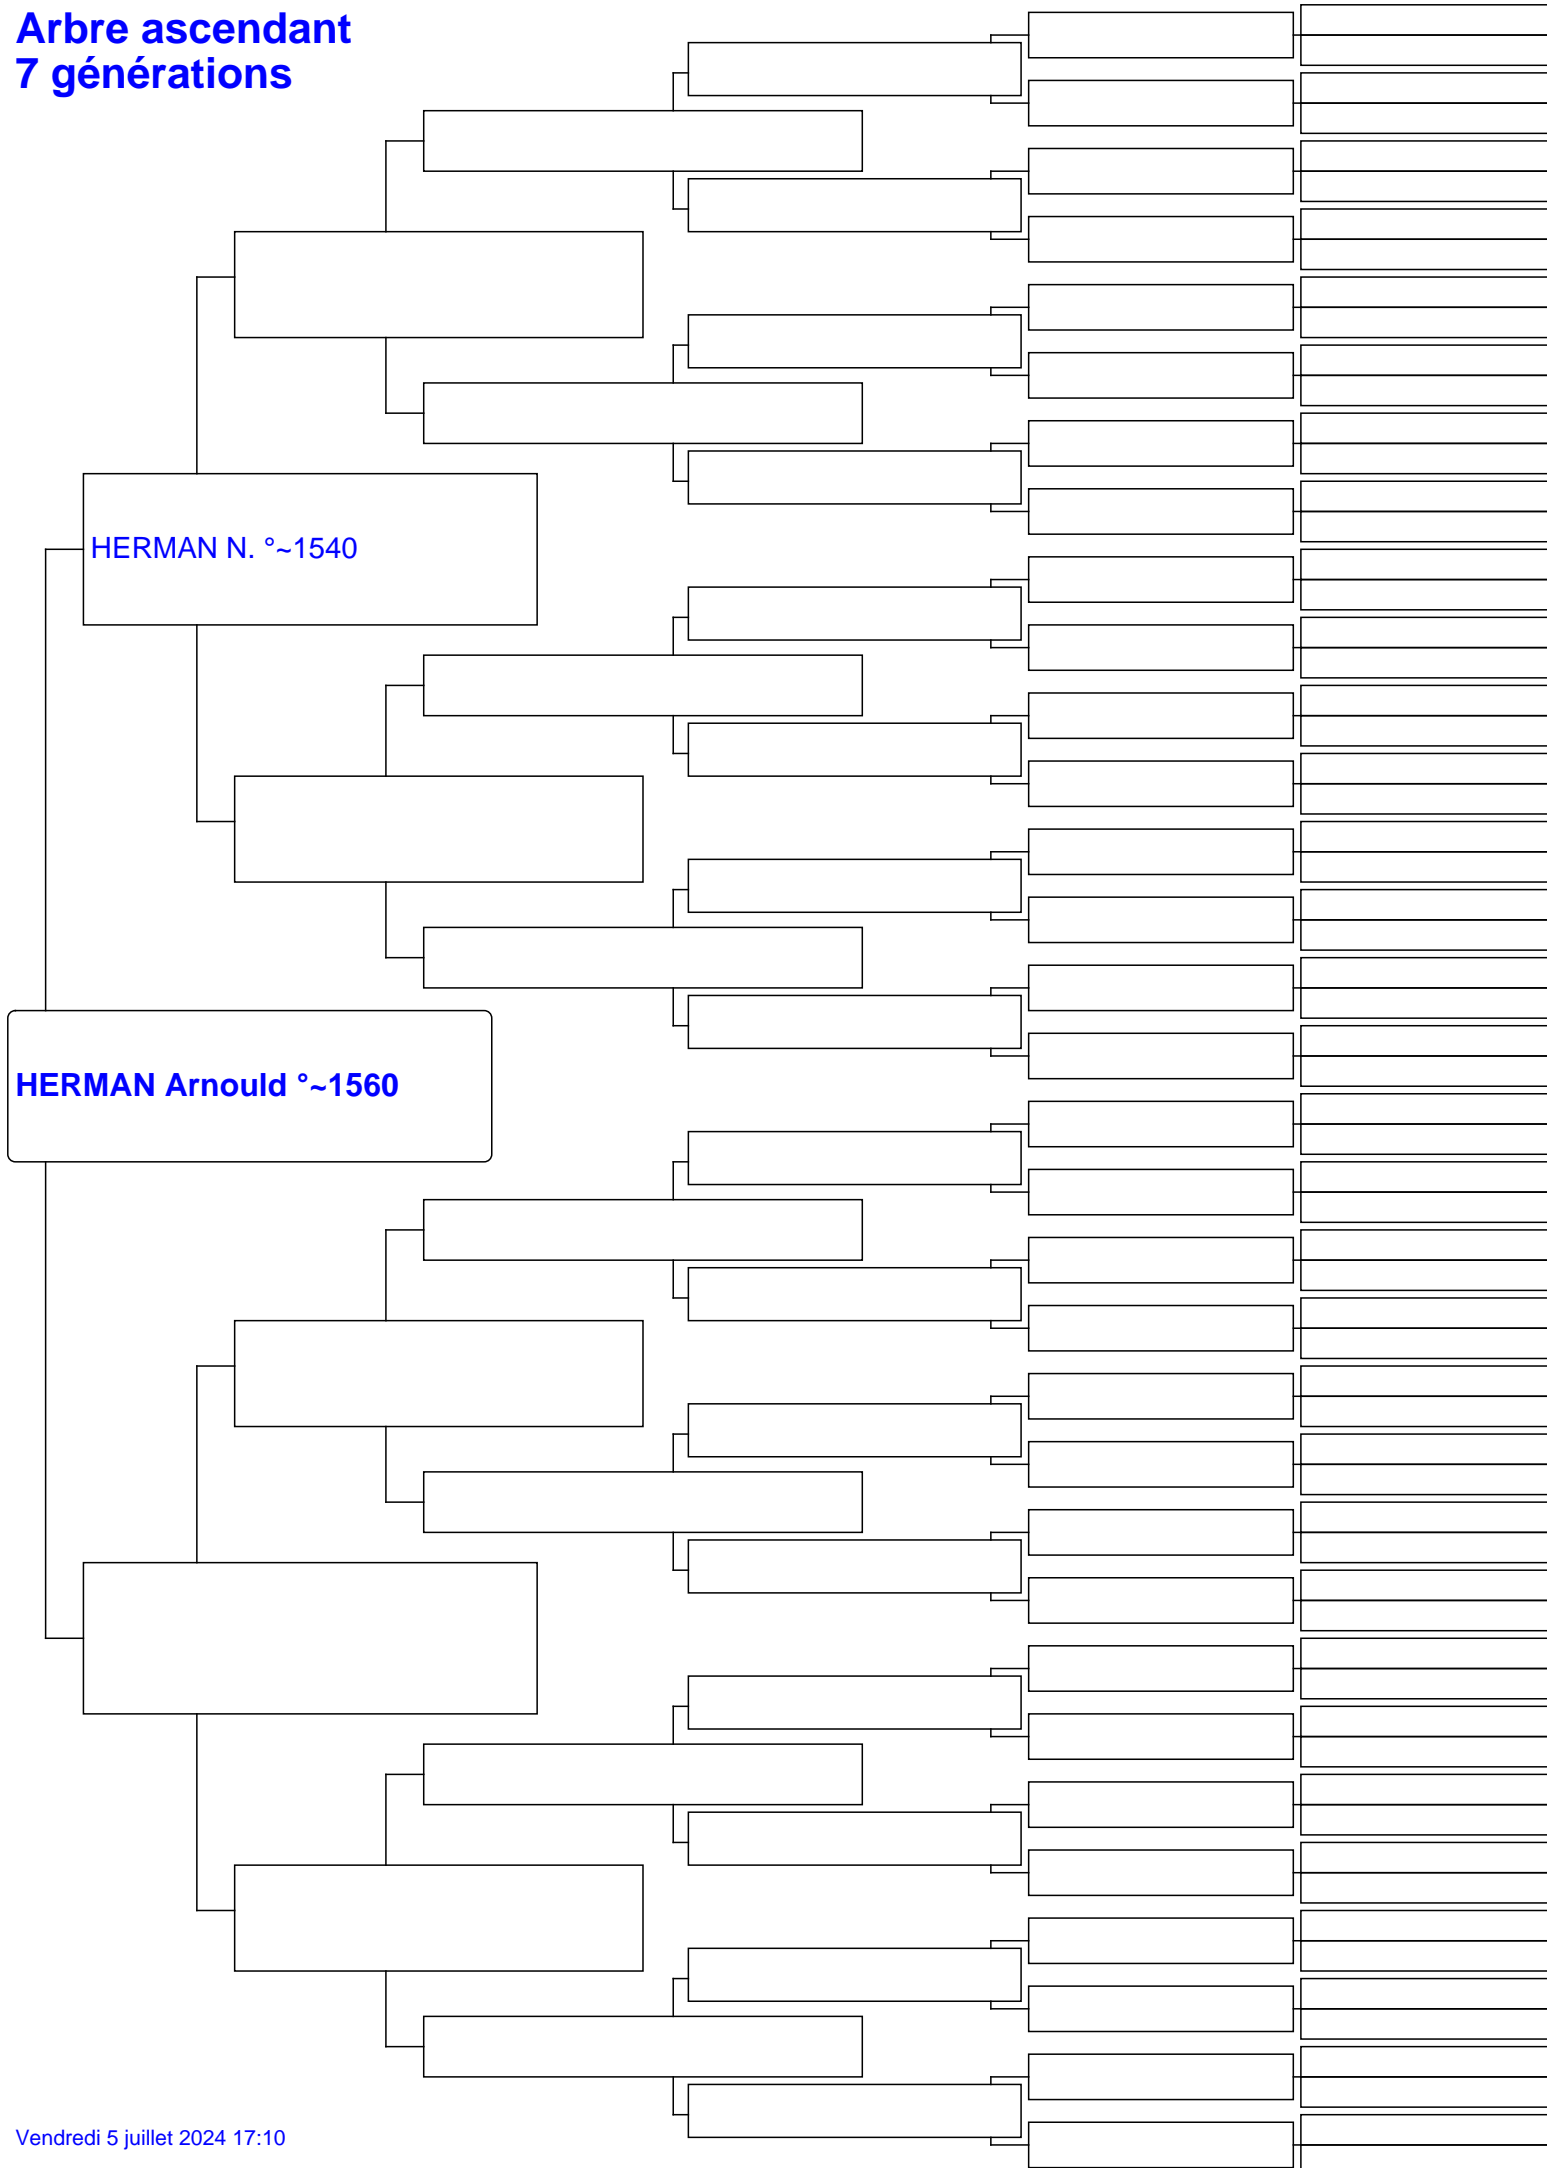 Arbre ascendant
7 générations
HERMAN N. °~1540
HERMAN Arnould °~1560
Vendredi 5 juillet 2024 17:10